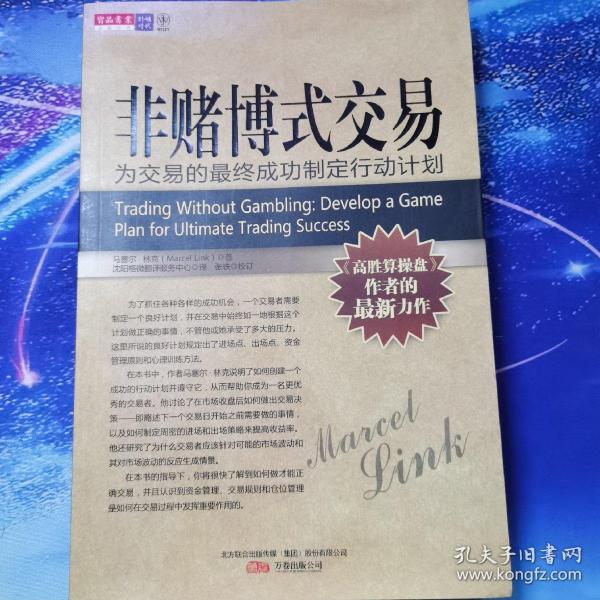 寳品書業
舵手证券
时代
WILEY
非赌博式交易
为交易的最终成功制定行动计划
Trading Without Gambling: Develop a Game
Plan for Ultimate Trading Success
马塞尔·林克（Marcel Link）◎著
沈阳格微翻译服务中心◎译 张轶◎校订
《高胜算操盘》
作者的
最新力作
为了抓住各种各样的成功机会，一个交易者需要
制定一个良好计划，并在交易中始终如一地根据这个
计划做正确的事情，不管他或她承受了多大的压力。
这里所说的良好计划规定出了进场点、出场点、资金
管理原则和心理训练方法。
在本书中，作者马塞尔·林克说明了如何创建一个
成功的行动计划并遵守它，从而帮助你成为一名更优
秀的交易者。他讨论了在市场收盘后如何做出交易决
策——即略述下一个交易日开始之前需要做的事情，
以及如何制定周密的进场和出场策略来提高收益率。
他还研究了为什么交易者应该针对可能的市场波动和
其对市场波动的反应生成情景。
在本书的指导下，你将很快了解到如何做才能正
确交易，并且认识到资金管理、交易规则和仓位管理
是如何在交易过程中发挥重要作用的。
Marcel
Link
北方联合出版传媒（集团）股份有限公司
万卷出版公司
孔夫子旧书网
www.kongfz.com